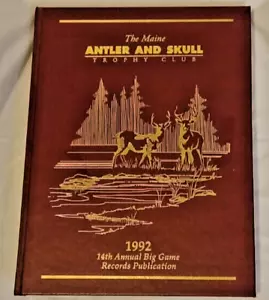 The Maine
ANTLER AND SKULL
TROPHY CLUB
1992
14th Annual Big Game
Records Publication